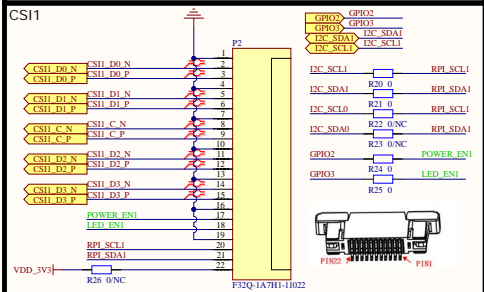 CSI1
GPIO2 GPIO2
GPIO3 GPIO3
I2C_SDA1 I2C_SDA1
I2C_SCL1 I2C_SCL1
P2
1
CSI1_D0_N CSI1_D0_N 2
CSI1_D0_P CSI1_D0_P 3
4
CSI1_D1_N CSI1_D1_N 5
CSI1_D1_P CSI1_D1_P 6
7
CSI1_C_N CSI1_C_N 8
CSI1_C_P CSI1_C_P 9
10
CSI1_D2_N CSI1_D2_N 11
CSI1_D2_P CSI1_D2_P 12
13
CSI1_D3_N CSI1_D3_N 14
CSI1_D3_P CSI1_D3_P 15
16
POWER_EN1 17
LED_EN1 18
19
RPI_SCL1 20
RPI_SDA1 21
VDD_3V3 22
R26 0/NC
F32Q-1A7H1-11022
I2C_SCL1 RPI_SCL1
R20 0
I2C_SDA1 RPI_SDA1
R21 0
I2C_SCL0 RPI_SCL1
R22 0/NC
I2C_SDA0 RPI_SDA1
R23 0/NC
GPIO2 POWER_EN1
R24 0
GPIO3 LED_EN1
R25 0
PIN22 PIN1